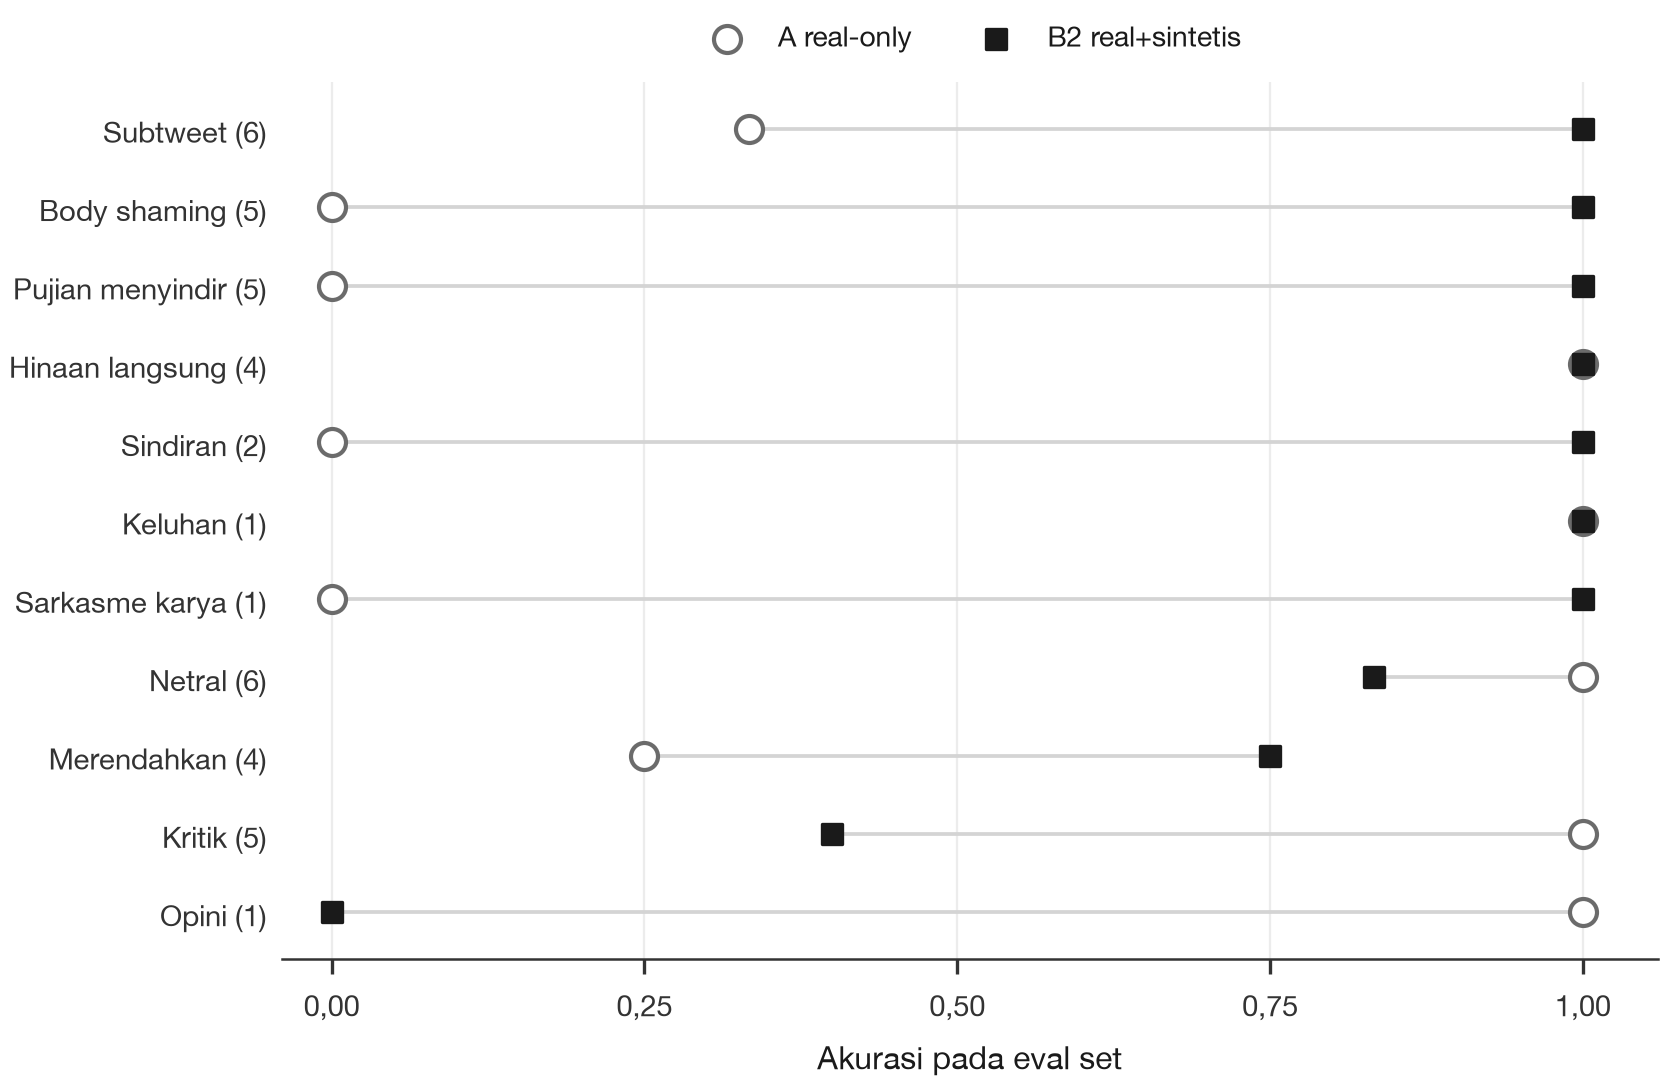 A real-only
B2 real+sintetis
Subtweet (6)
Body shaming (5)
Pujian menyindir (5)
Hinaan langsung (4)
Sindiran (2)
Keluhan (1)
Sarkasme karya (1)
Netral (6)
Merendahkan (4)
Kritik (5)
Opini (1)
0,00 0,25 0,50 0,75 1,00
Akurasi pada eval set